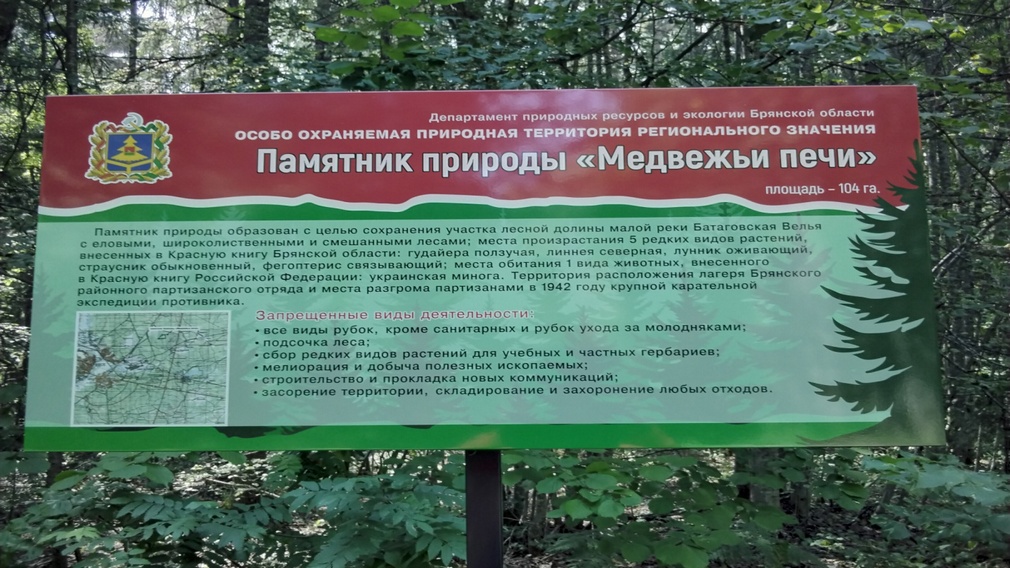 Департамент природных ресурсов и экологии Брянской области
ОСОБО ОХРАНЯЕМАЯ ПРИРОДНАЯ ТЕРРИТОРИЯ РЕГИОНАЛЬНОГО ЗНАЧЕНИЯ
Памятник природы «Медвежьи печи»
площадь – 104 га.
Памятник природы образован с целью сохранения участка лесной долины малой реки Батаговская Велья
с еловыми, широколиственными и смешанными лесами; места произрастания 5 редких видов растений,
внесенных в Красную книгу Брянской области: гудайера ползучая, линнея северная, лунник оживающий,
страусник обыкновенный, фегоптерис связывающий; места обитания 1 вида животных, внесенного
в Красную книгу Российской Федерации: украинская минога. Территория расположения лагеря Брянского
районного партизанского отряда и места разгрома партизанами в 1942 году крупной карательной
экспедиции противника.
Запрещенные виды деятельности:
• все виды рубок, кроме санитарных и рубок ухода за молодняками;
• подсочка леса;
• сбор редких видов растений для учебных и частных гербариев;
• мелиорация и добыча полезных ископаемых;
• строительство и прокладка новых коммуникаций;
• засорение территории, складирование и захоронение любых отходов.